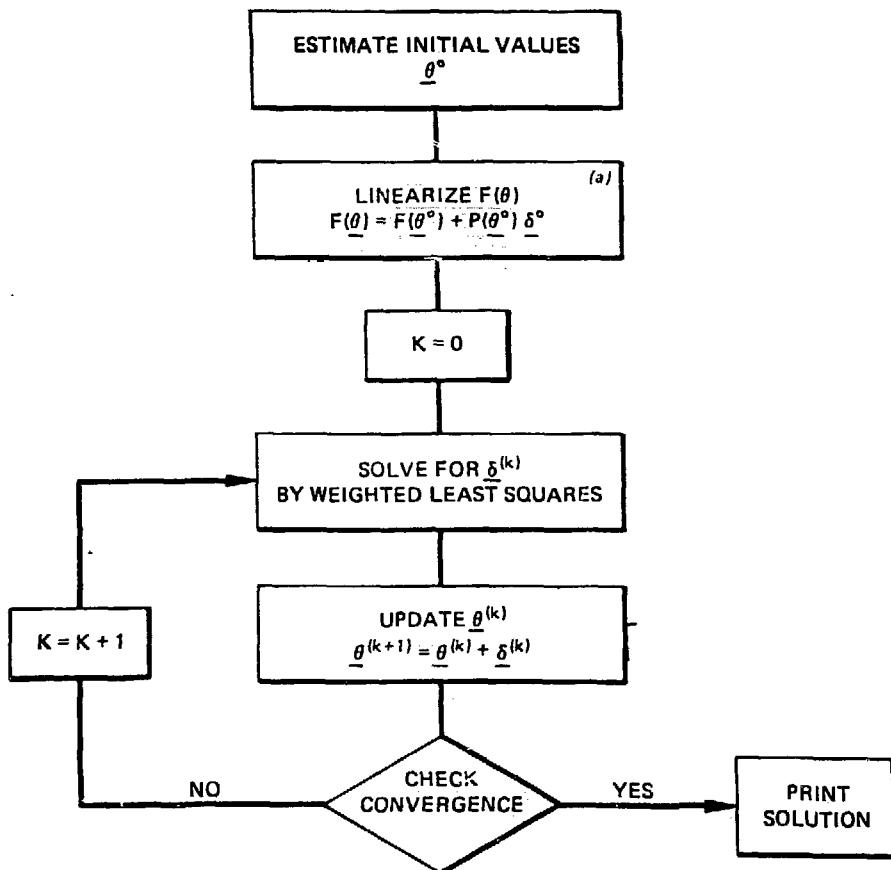 ESTIMATE INITIAL VALUES
θ°
(a)
LINEARIZE F(θ)
F(θ) = F(θ°) + P(θ°) δ°
K = 0
SOLVE FOR δ(k)
BY WEIGHTED LEAST SQUARES
UPDATE θ(k)
θ(k+1) = θ(k) + δ(k)
K = K + 1
NO
CHECK
CONVERGENCE
YES
PRINT
SOLUTION